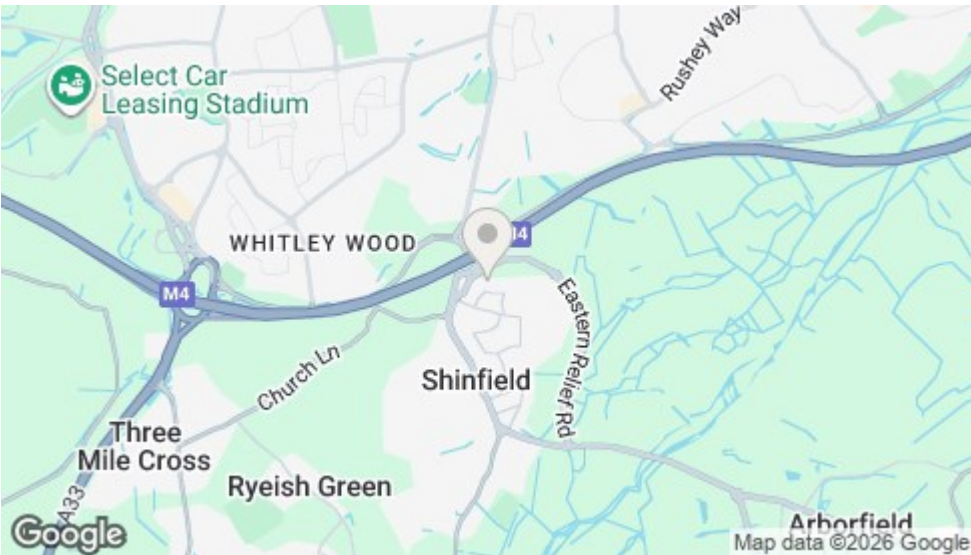 Select Car
Leasing Stadium
Rushey Way
WHITLEY WOOD
M4
Eastern Relief Rd
Church Ln
Shinfield
Three
Mile Cross
A33
Ryeish Green
Arborfield
Google
Map data ©2026 Google